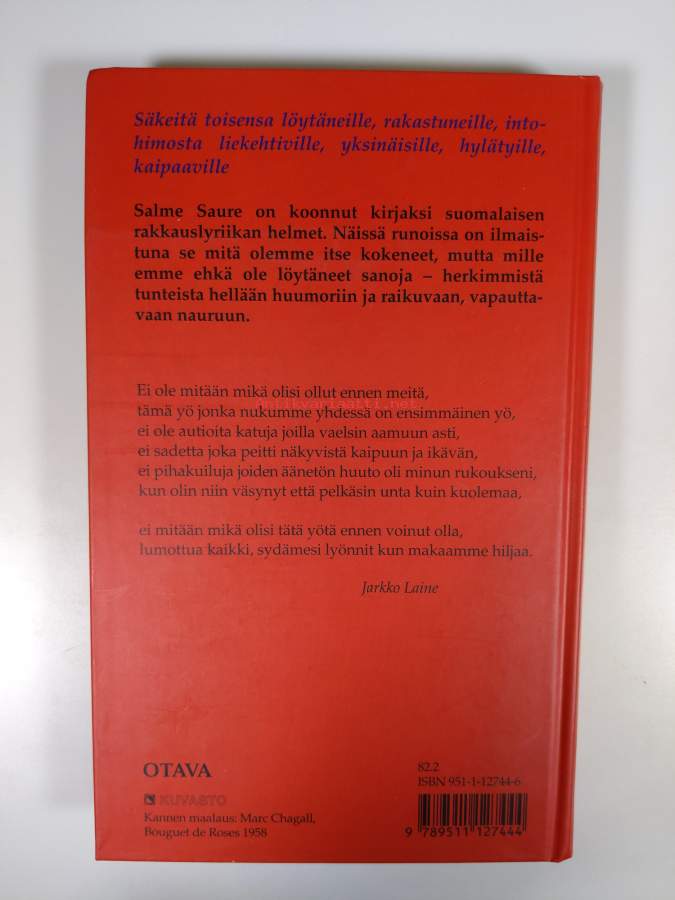 Säkeitä toisensa löytäneille, rakastuneille, into-
himosta liekehtiville, yksinäisille, hylätyille,
kaipaaville
Salme Saure on koonnut kirjaksi suomalaisen
rakkauslyriikan helmet. Näissä runoissa on ilmais-
tuna se mitä olemme itse kokeneet, mutta mille
emme ehkä ole löytäneet sanoja – herkimmistä
tunteista hellään huumoriin ja raikuvaan, vapautta-
vaan nauruun.
Ei ole mitään mikä olisi ollut ennen meitä,
antikvariaatti.net
tämä yö jonka nukumme yhdessä on ensimmäinen yö,
ei ole autioita katuja joilla vaelsin aamuun asti,
ei sadetta joka peitti näkyvistä kaipuun ja ikävän,
ei pihakuiluja joiden äänetön huuto oli minun rukoukseni,
kun olin niin väsynyt että pelkäsin unta kuin kuolemaa,
ei mitään mikä olisi tätä yötä ennen voinut olla,
lumottua kaikki, sydämesi lyönnit kun makaamme hiljaa.
Jarkko Laine
OTAVA
KUVASTO
Kannen maalaus: Marc Chagall,
Bouguet de Roses 1958
82.2
ISBN 951-1-12744-6
9 789511 127444